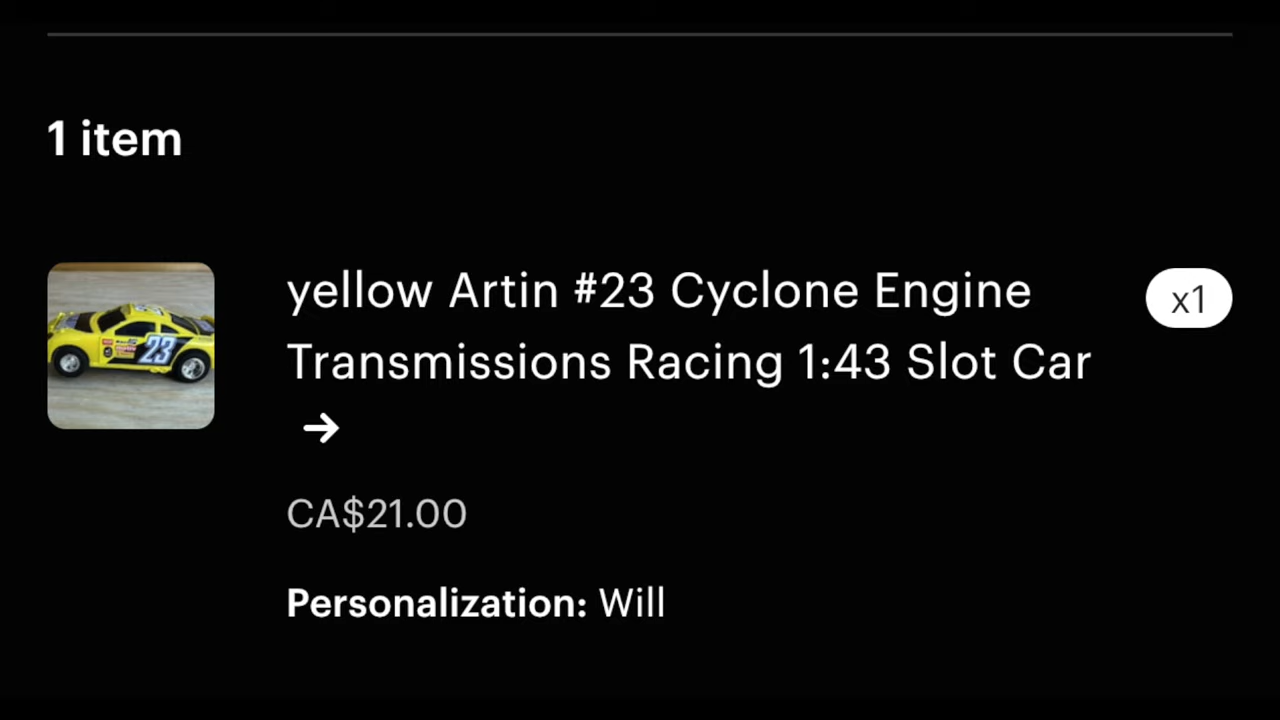 1 item
yellow Artin #23 Cyclone Engine
x1
Transmissions Racing 1:43 Slot Car
→
23
CA$21.00
Personalization: Will